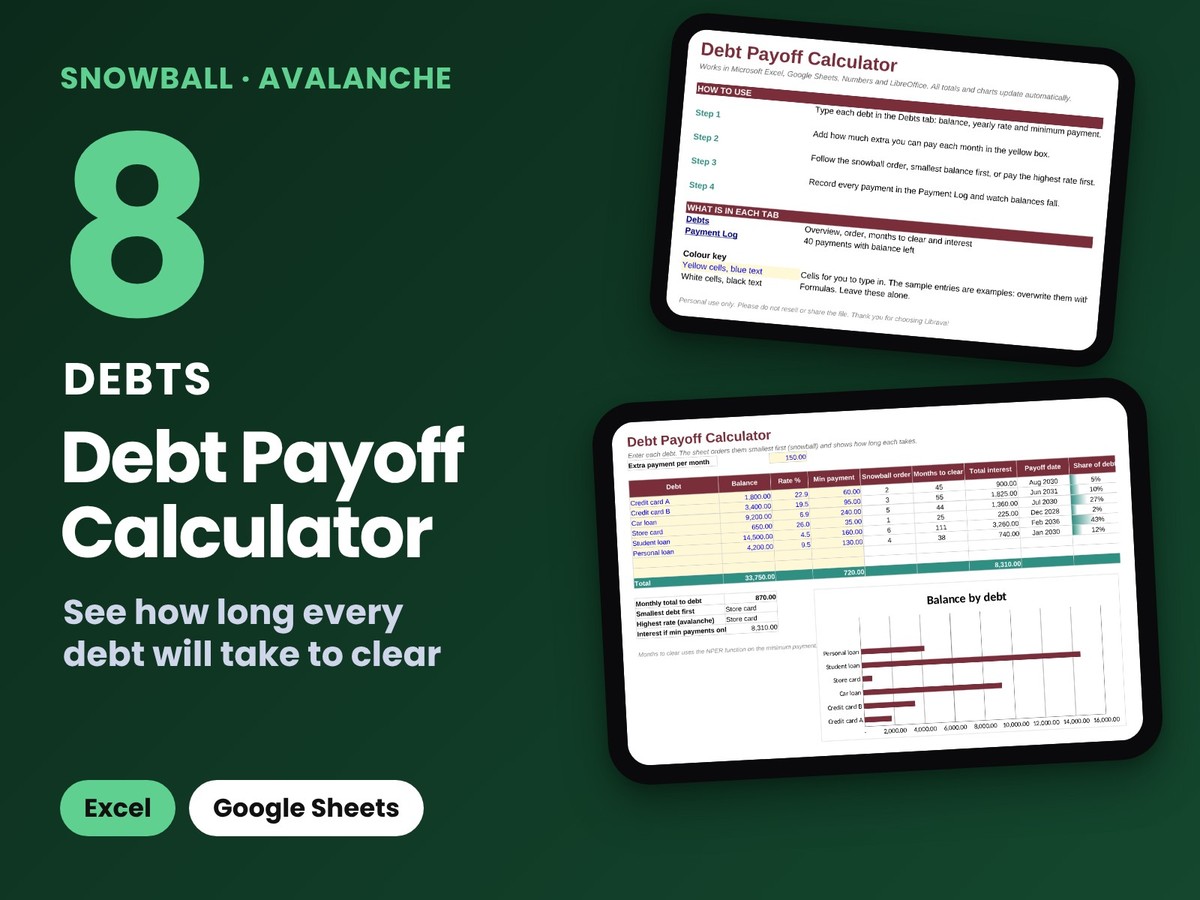 SNOWBALL · AVALANCHE
8
DEBTS
Debt Payoff
Calculator
See how long every
debt will take to clear
Excel
Google Sheets
Debt Payoff Calculator
Works in Microsoft Excel, Google Sheets, Numbers and LibreOffice. All totals and charts update automatically.
HOW TO USE
Step 1 Type each debt in the Debts tab: balance, yearly rate and minimum payment.
Step 2 Add how much extra you can pay each month in the yellow box.
Step 3 Follow the snowball order, smallest balance first, or pay the highest rate first.
Step 4 Record every payment in the Payment Log and watch balances fall.
WHAT IS IN EACH TAB
Debts Overview, order, months to clear and interest
Payment Log 40 payments with balance left
Colour key
Yellow cells, blue text Cells for you to type in. The sample entries are examples: overwrite them with
White cells, black text Formulas. Leave these alone.
Personal use only. Please do not resell or share the file. Thank you for choosing Librava!
Debt Payoff Calculator
Enter each debt. The sheet orders them smallest first (snowball) and shows how long each takes.
Extra payment per month 150.00
Debt Balance Rate % Min payment Snowball order Months to clear Total interest Payoff date Share of debt
Credit card A 1,800.00 22.9 60.00 2 45 900.00 Aug 2030 5%
Credit card B 3,400.00 19.5 95.00 3 55 1,825.00 Jun 2031 10%
Car loan 9,200.00 6.9 240.00 5 44 1,360.00 Jul 2030 27%
Store card 650.00 26.0 35.00 1 25 225.00 Dec 2028 2%
Student loan 14,500.00 4.5 160.00 6 111 3,260.00 Feb 2036 43%
Personal loan 4,200.00 9.5 130.00 4 38 740.00 Jan 2030 12%
Total 33,750.00 720.00 8,310.00
Monthly total to debt 870.00
Smallest debt first Store card
Highest rate (avalanche) Store card
Interest if min payments onl 8,310.00
Months to clear uses the NPER function on the minimum payment.
Balance by debt
Personal loan
Student loan
Store card
Car loan
Credit card B
Credit card A
- 2,000.00 4,000.00 6,000.00 8,000.00 10,000.00 12,000.00 14,000.00 16,000.00